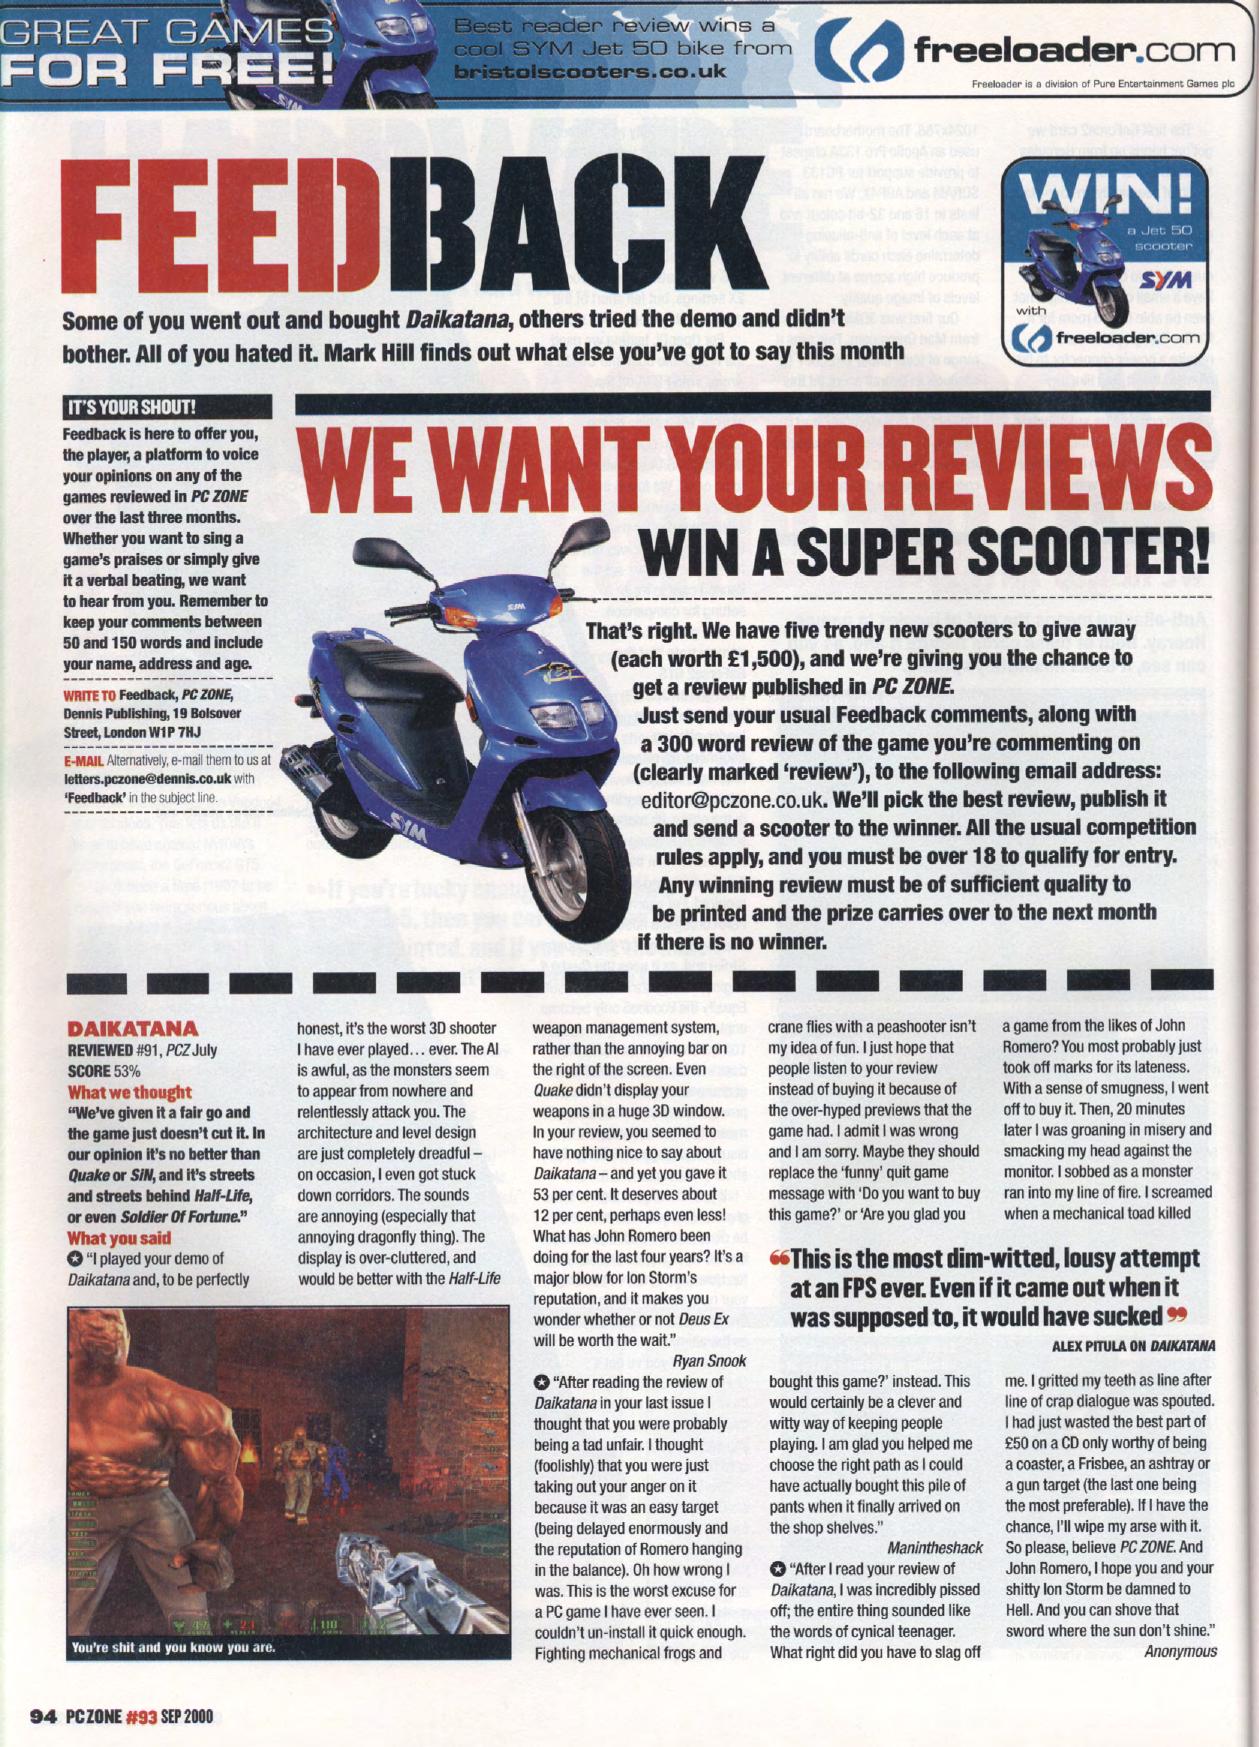 GREAT GAMES
FOR FREE!
SYM
Best reader review wins a
cool SYM Jet 50 bike from
bristolscooters.co.uk
freeloader.com
Freeloader is a division of Pure Entertainment Games plc
FEEDBACK
Some of you went out and bought Daikatana, others tried the demo and didn't
bother. All of you hated it. Mark Hill finds out what else you've got to say this month
WIN!
a Jet 50
scooter
SYM
with
freeloader.com
IT'S YOUR SHOUT!
Feedback is here to offer you,
the player, a platform to voice
your opinions on any of the
games reviewed in PC ZONE
over the last three months.
Whether you want to sing a
game's praises or simply give
it a verbal beating, we want
to hear from you. Remember to
keep your comments between
50 and 150 words and include
your name, address and age.
WRITE TO Feedback, PC ZONE,
Dennis Publishing, 19 Bolsover
Street, London W1P 7HJ
E-MAIL Alternatively, e-mail them to us at
letters.pczone@dennis.co.uk with
'Feedback' in the subject line.
WE WANT YOUR REVIEWS
WIN A SUPER SCOOTER!
SYM
SYM
That's right. We have five trendy new scooters to give away
(each worth £1,500), and we're giving you the chance to
get a review published in PC ZONE.
Just send your usual Feedback comments, along with
a 300 word review of the game you're commenting on
(clearly marked 'review'), to the following email address:
editor@pczone.co.uk. We'll pick the best review, publish it
and send a scooter to the winner. All the usual competition
rules apply, and you must be over 18 to qualify for entry.
Any winning review must be of sufficient quality to
be printed and the prize carries over to the next month
if there is no winner.
DAIKATANA
REVIEWED #91, PCZ July
SCORE 53%
What we thought
"We've given it a fair go and
the game just doesn't cut it. In
our opinion it's no better than
Quake or SiN, and it's streets
and streets behind Half-Life,
or even Soldier Of Fortune."
What you said
"I played your demo of
Daikatana and, to be perfectly
honest, it's the worst 3D shooter
I have ever played... ever. The AI
is awful, as the monsters seem
to appear from nowhere and
relentlessly attack you. The
architecture and level design
are just completely dreadful –
on occasion, I even got stuck
down corridors. The sounds
are annoying (especially that
annoying dragonfly thing). The
display is over-cluttered, and
would be better with the Half-Life
weapon management system,
rather than the annoying bar on
the right of the screen. Even
Quake didn't display your
weapons in a huge 3D window.
In your review, you seemed to
have nothing nice to say about
Daikatana – and yet you gave it
53 per cent. It deserves about
12 per cent, perhaps even less!
What has John Romero been
doing for the last four years? It's a
major blow for Ion Storm's
reputation, and it makes you
wonder whether or not Deus Ex
will be worth the wait."
Ryan Snook
"After reading the review of
Daikatana in your last issue I
thought that you were probably
being a tad unfair. I thought
(foolishly) that you were just
taking out your anger on it
because it was an easy target
(being delayed enormously and
the reputation of Romero hanging
in the balance). Oh how wrong I
was. This is the worst excuse for
a PC game I have ever seen. I
couldn't un-install it quick enough.
Fighting mechanical frogs and
crane flies with a peashooter isn't
my idea of fun. I just hope that
people listen to your review
instead of buying it because of
the over-hyped previews that the
game had. I admit I was wrong
and I am sorry. Maybe they should
replace the 'funny' quit game
message with 'Do you want to buy
this game?' or 'Are you glad you
bought this game?' instead. This
would certainly be a clever and
witty way of keeping people
playing. I am glad you helped me
choose the right path as I could
have actually bought this pile of
pants when it finally arrived on
the shop shelves."
Manintheshack
"After I read your review of
Daikatana, I was incredibly pissed
off; the entire thing sounded like
the words of cynical teenager.
What right did you have to slag off
a game from the likes of John
Romero? You most probably just
took off marks for its lateness.
With a sense of smugness, I went
off to buy it. Then, 20 minutes
later I was groaning in misery and
smacking my head against the
monitor. I sobbed as a monster
ran into my line of fire. I screamed
when a mechanical toad killed
me. I gritted my teeth as line after
line of crap dialogue was spouted.
I had just wasted the best part of
£50 on a CD only worthy of being
a coaster, a Frisbee, an ashtray or
a gun target (the last one being
the most preferable). If I have the
chance, I'll wipe my arse with it.
So please, believe PC ZONE. And
John Romero, I hope you and your
shitty Ion Storm be damned to
Hell. And you can shove that
sword where the sun don't shine."
Anonymous
“This is the most dim-witted, lousy attempt
at an FPS ever. Even if it came out when it
was supposed to, it would have sucked”
ALEX PITULA ON DAIKATANA
You're shit and you know you are.
94 PC ZONE #93 SEP 2000